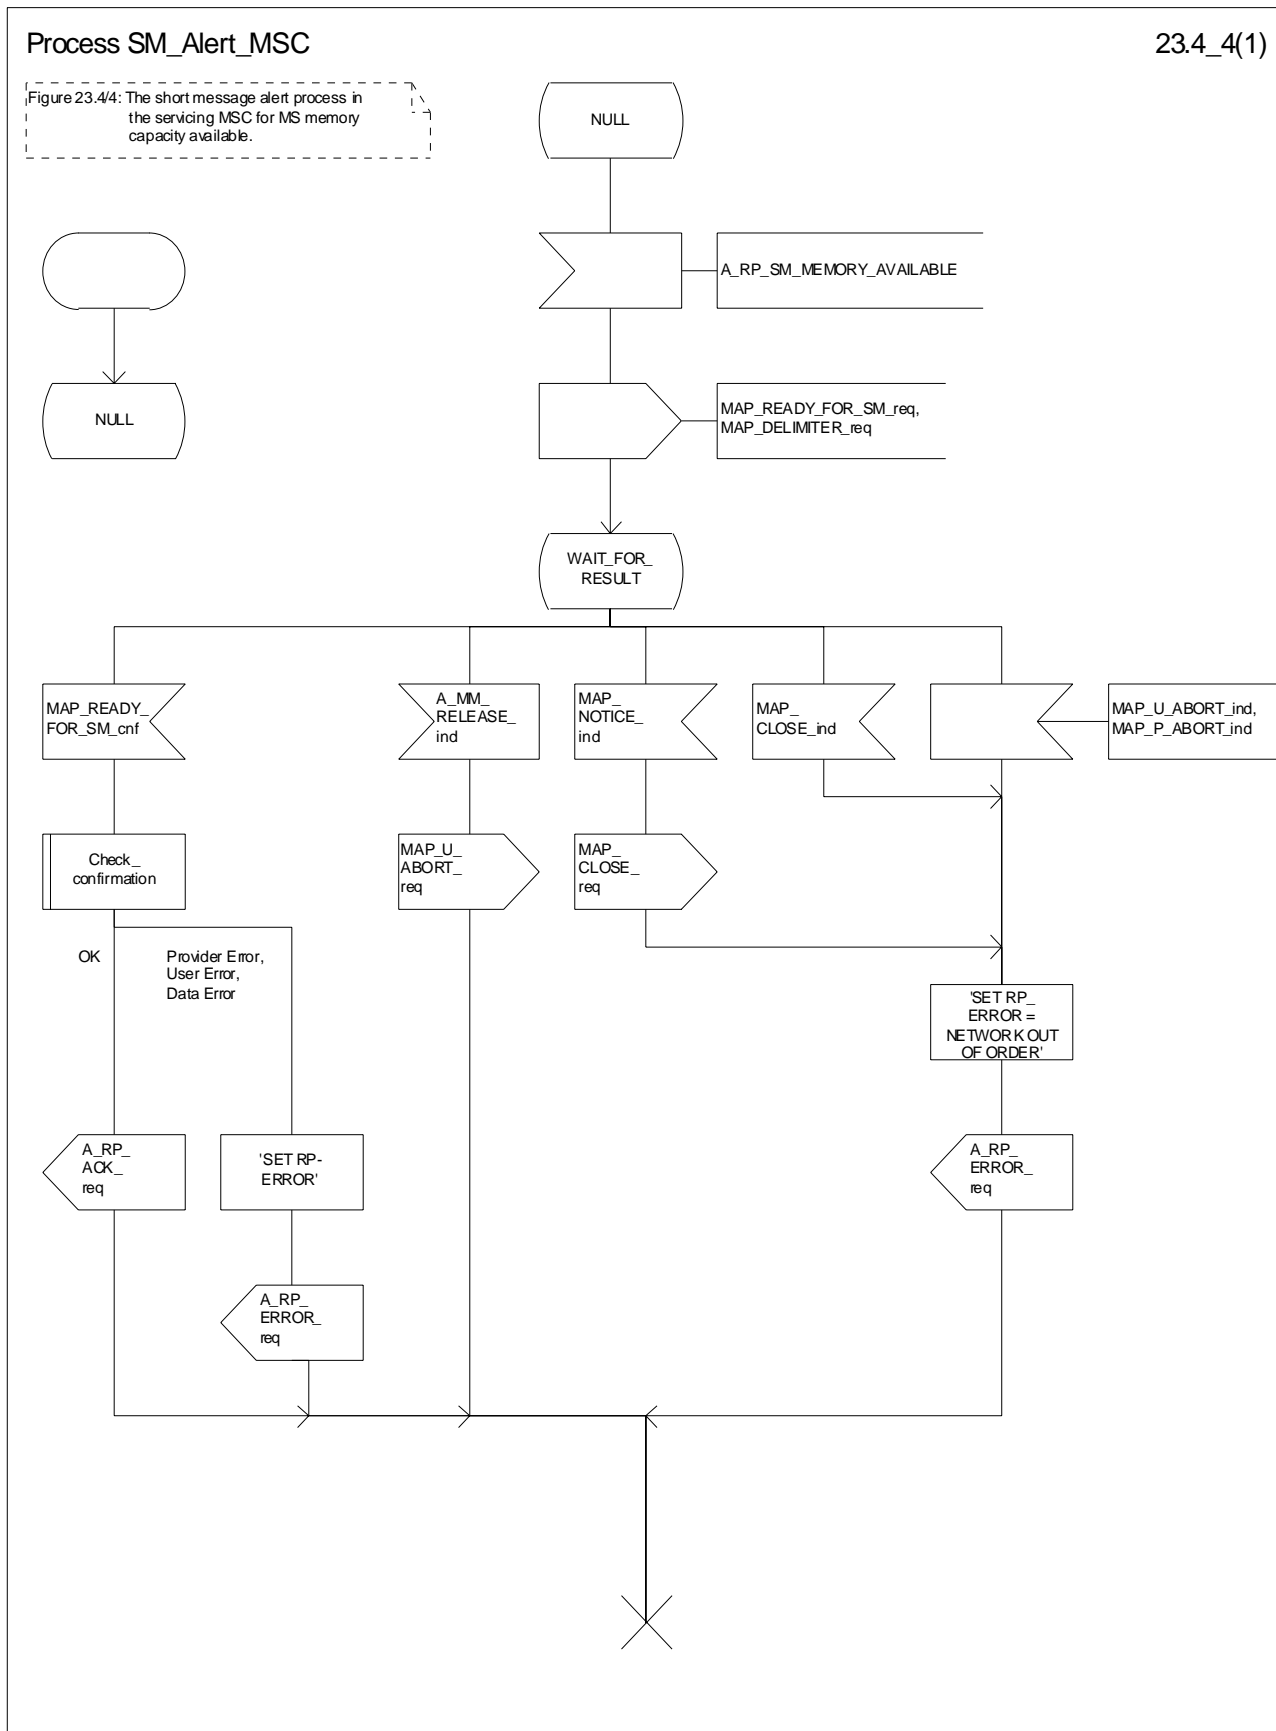 Process SM_Alert_MSC
23.4_4(1)
Figure 23.4/4: The short message alert process in
the servicing MSC for MS memory
capacity available.
NULL
A_RP_SM_MEMORY_AVAILABLE
NULL
MAP_READY_FOR_SM_req,
MAP_DELIMITER_req
WAIT_FOR_
RESULT
MAP_READY_
FOR_SM_cnf
A_MM_
RELEASE_
ind
MAP_
NOTICE_
ind
MAP_
CLOSE_ind
MAP_U_ABORT_ind,
MAP_P_ABORT_ind
Check_
confirmation
MAP_U_
ABORT_
req
MAP_
CLOSE_
req
OK
Provider Error,
User Error,
Data Error
'SET RP_
ERROR =
NETWORK OUT
OF ORDER'
A_RP_
ACK_
req
'SET RP-
ERROR'
A_RP_
ERROR_
req
A_RP_
ERROR_
req